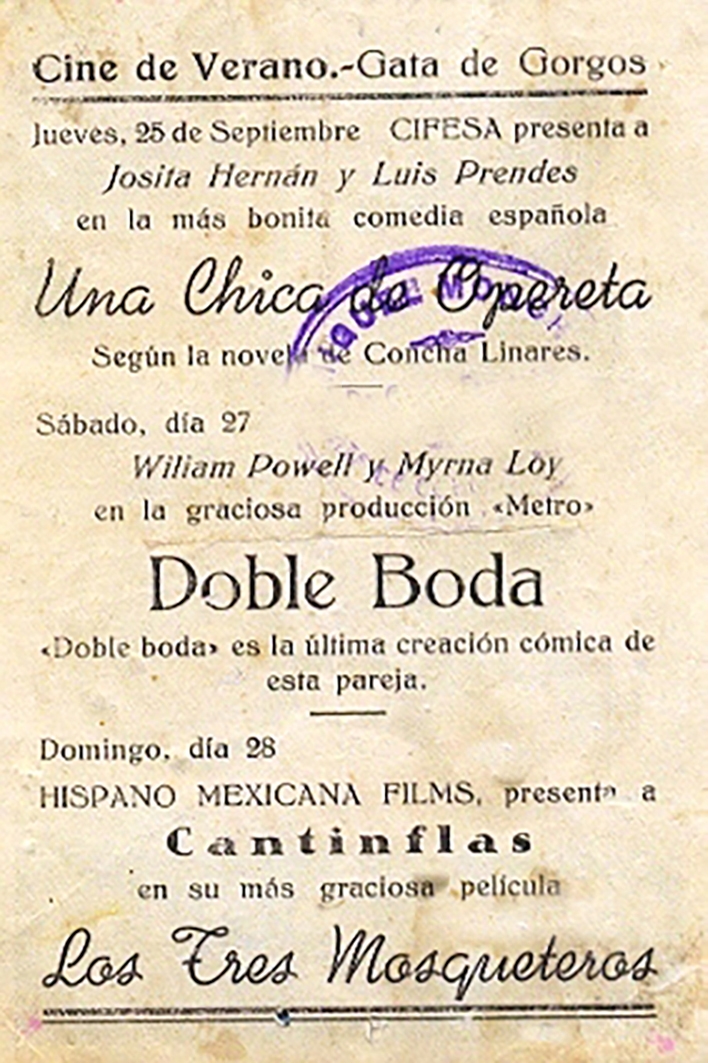 Cine de Verano.-Gata de Gorgos
Jueves, 25 de Septiembre CIFESA presenta a
Josita Hernán y Luis Prendes
en la más bonita comedia española
Una Chica de Opereta
Según la novela de Concha Linares.
Sábado, día 27
Wiliam Powell y Myrna Loy
en la graciosa producción «Metro»
Doble Boda
«Doble boda» es la última creación cómica de
esta pareja.
Domingo, día 28
HISPANO MEXICANA FILMS, presenta a
Cantinflas
en su más graciosa película
Los Tres Mosqueteros